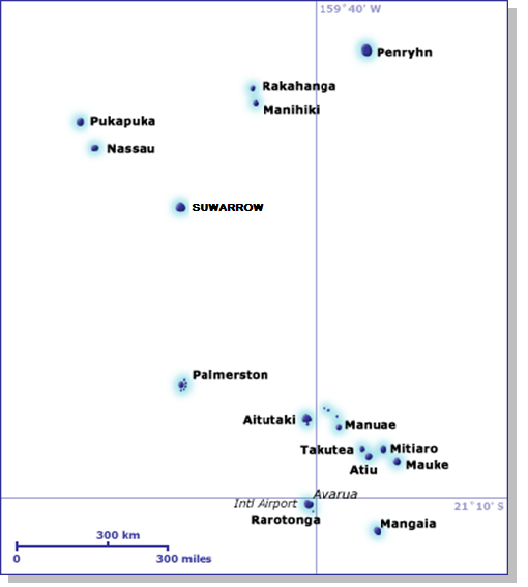 159°40' W
Penryhn
Rakahanga
Manihiki
Pukapuka
Nassau
SUWARROW
Palmerston
Aitutaki
Manuae
Takutea
Mitiaro
Atiu
Mauke
Avarua
Intl Airport
21°10' S
Rarotonga
Mangaia
300 km
0
300 miles